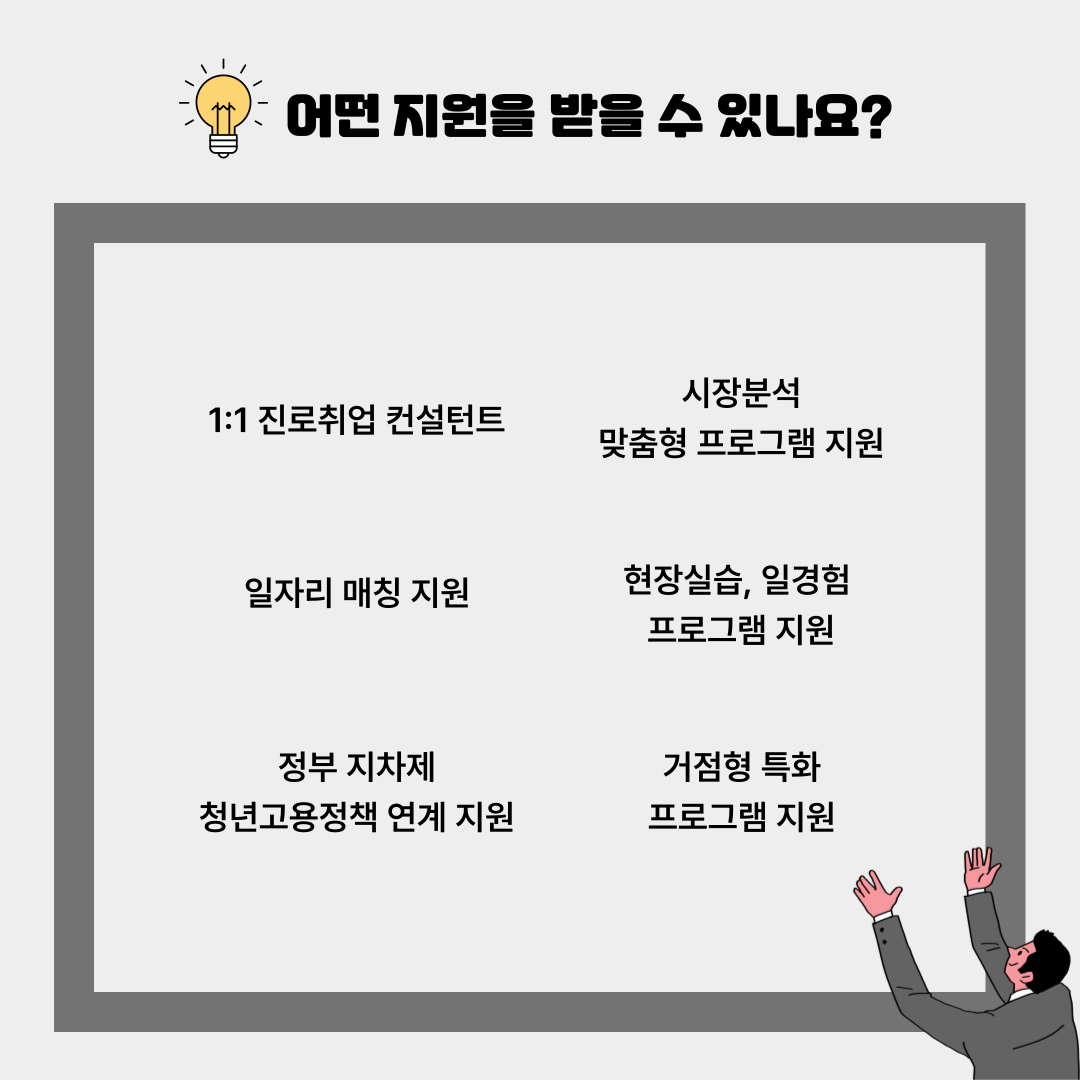 어떤 지원을 받을 수 있나요?
1:1 진로취업 컨설턴트
시장분석
맞춤형 프로그램 지원
일자리 매칭 지원
현장실습, 일경험
프로그램 지원
정부 지차제
청년고용정책 연계 지원
거점형 특화
프로그램 지원